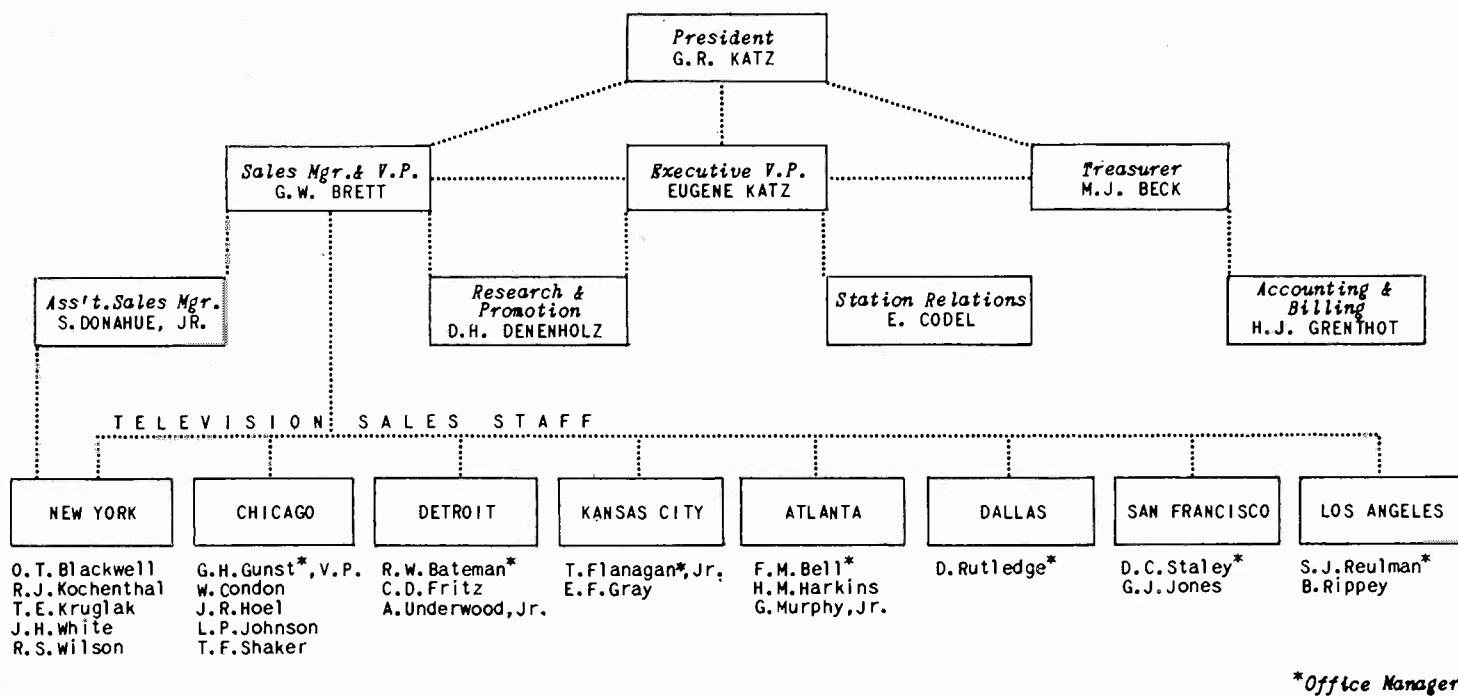 President
G.R. KATZ
Sales Mgr.& V.P.
G.W. BRETT
Executive V.P.
EUGENE KATZ
Treasurer
M.J. BECK
Ass't.Sales Mgr.
S.DONAHUE, JR.
Research &
Promotion
D.H. DENENHOLZ
Station Relations
E. CODEL
Accounting &
Billing
H.J. GRENTHOT
TELEVISION SALES STAFF
NEW YORK
O.T.Blackwell
R.J.Kochenthal
T.E.Kruglak
J.H.White
R.S.Wilson
CHICAGO
G.H.Gunst*,V.P.
W.Condon
J.R.Hoel
L.P.Johnson
T.F.Shaker
DETROIT
R.W.Bateman*
C.D.Fritz
A.Underwood,Jr.
KANSAS CITY
T.Flanagan*,Jr.
E.F.Gray
ATLANTA
F.M.Bell*
H.M.Harkins
G.Murphy,Jr.
DALLAS
D.Rutledge*
SAN FRANCISCO
D.C.Staley*
G.J.Jones
LOS ANGELES
S.J.Reulman*
B.Rippey
*Office Manager